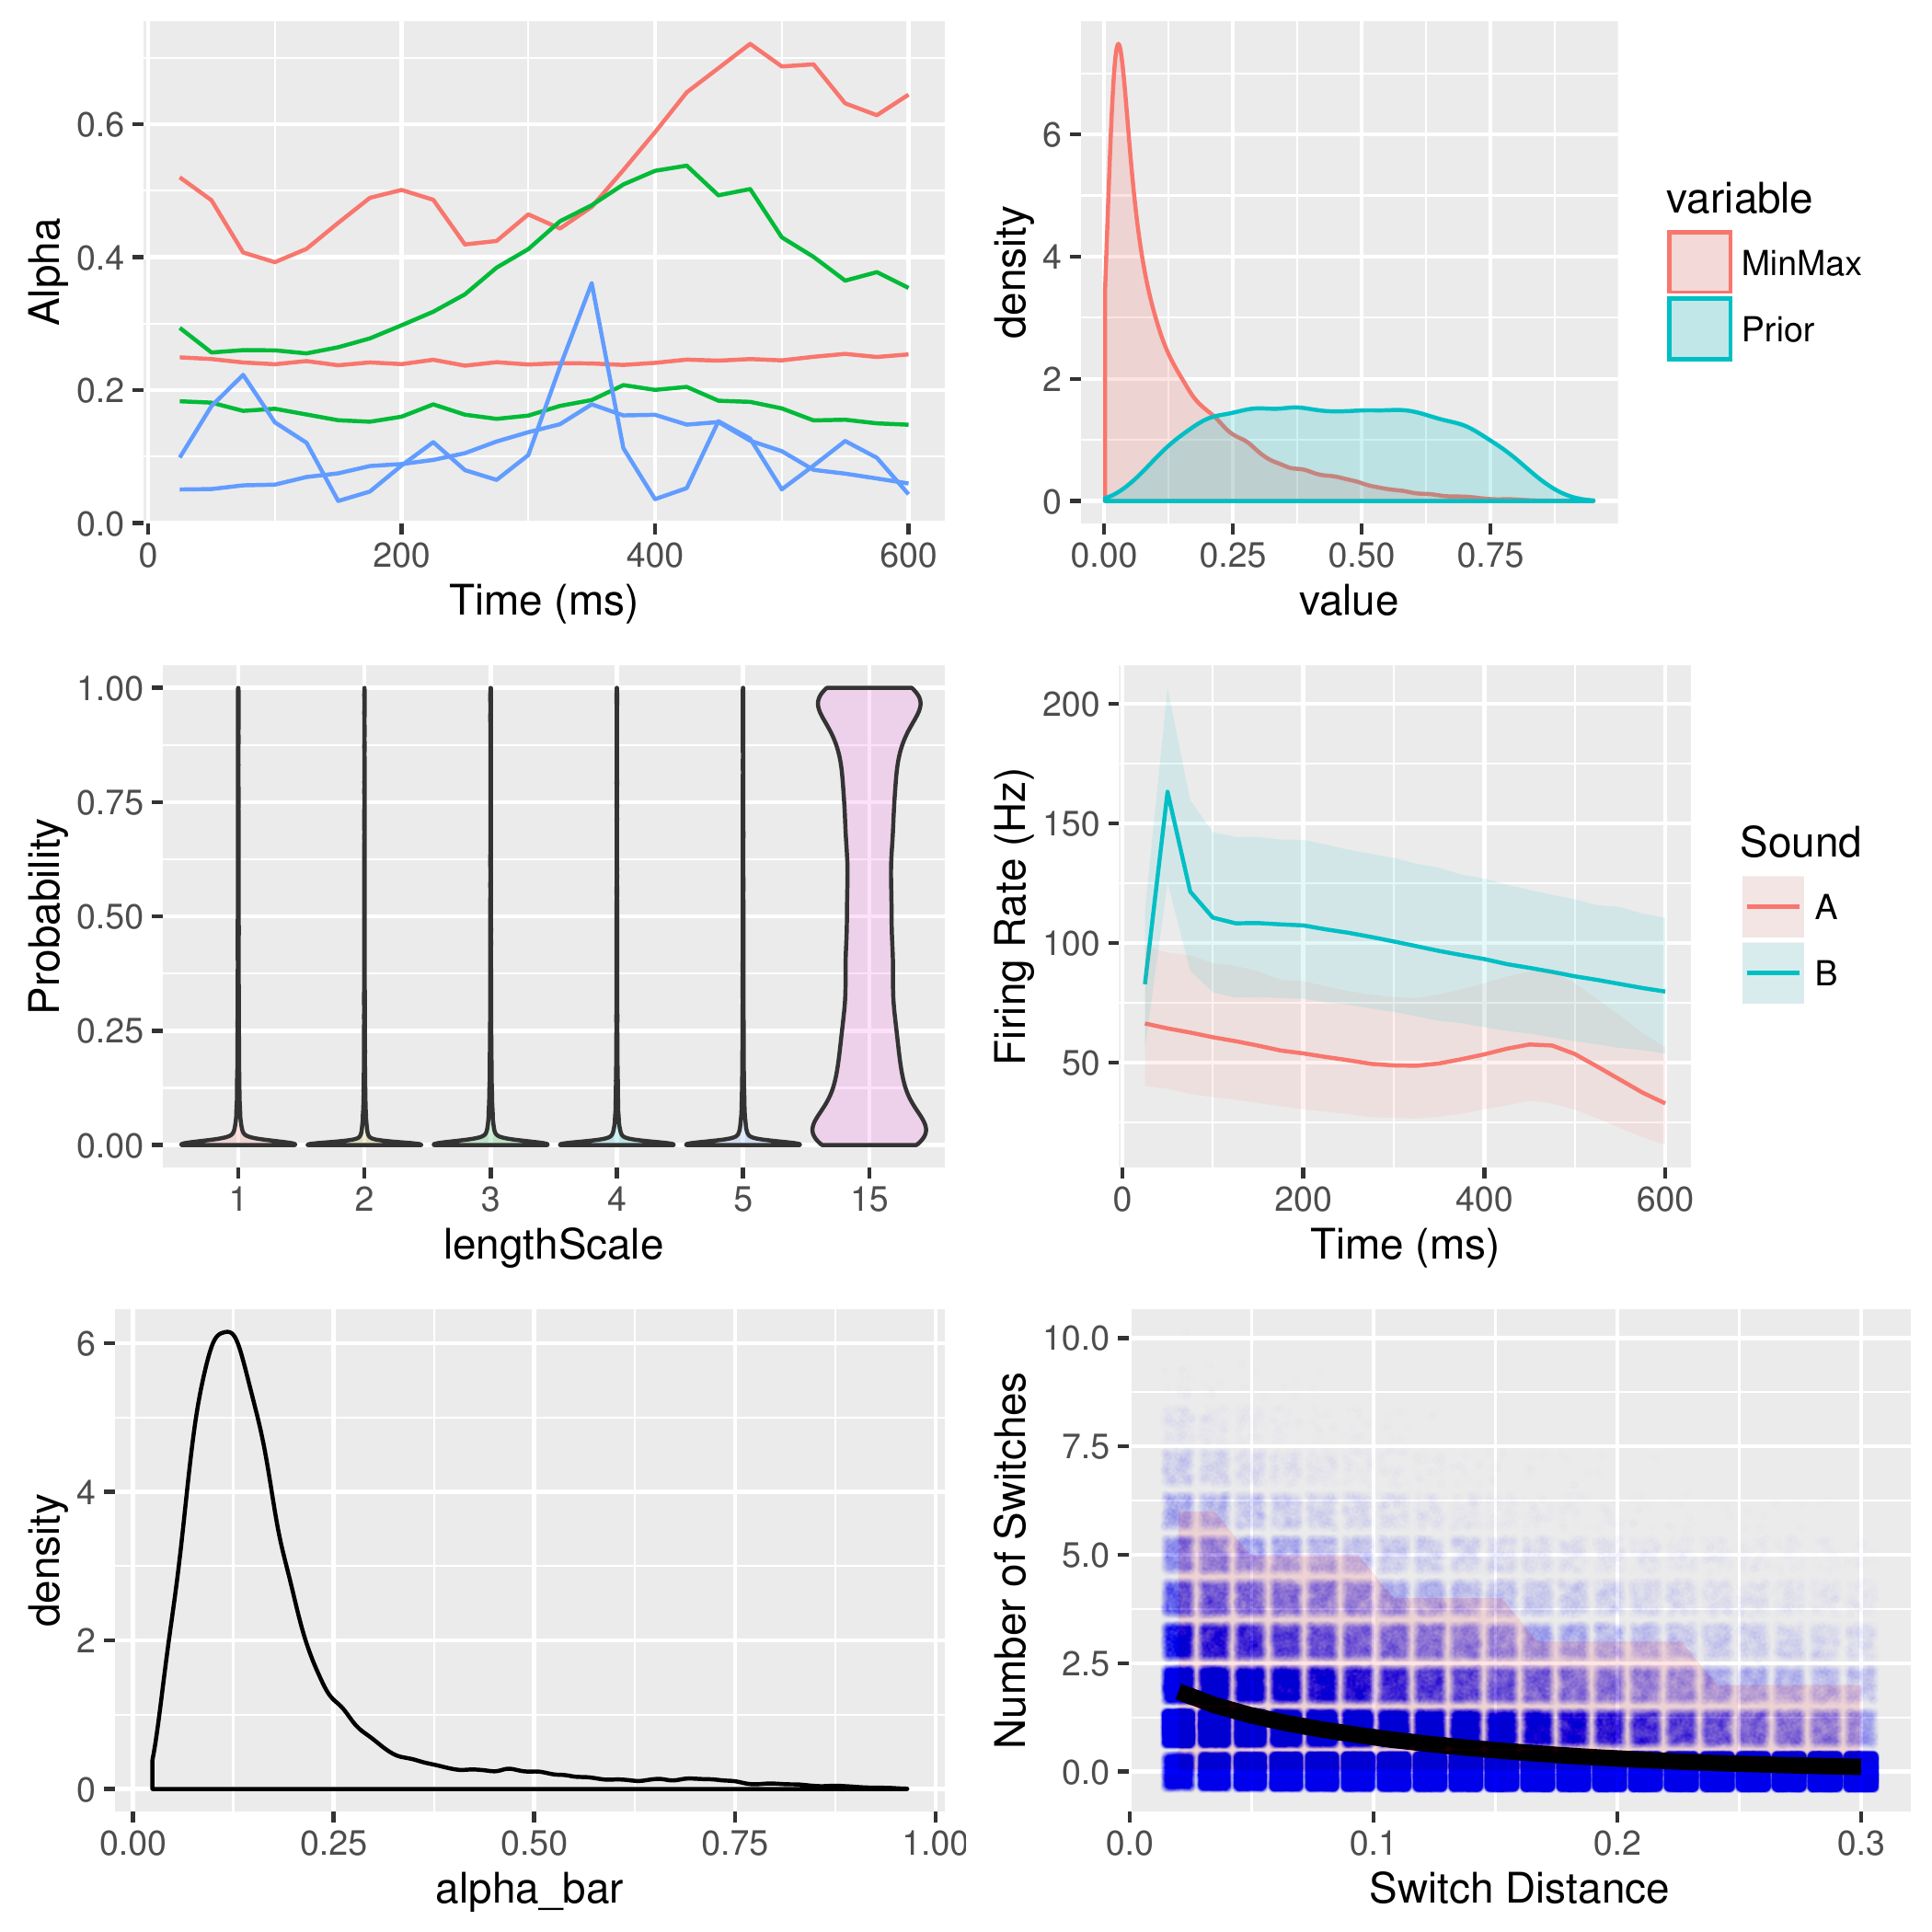 Alpha
0.6
0.4
0.2
0.0
0 200 400 600
Time (ms)
density
6
4
2
0
0.00 0.25 0.50 0.75
value
variable
MinMax
Prior
Probability
1.00
0.75
0.50
0.25
0.00
1 2 3 4 5 15
lengthScale
Firing Rate (Hz)
200
150
100
50
0 200 400 600
Time (ms)
Sound
A
B
density
6
4
2
0
0.00 0.25 0.50 0.75 1.00
alpha_bar
Number of Switches
10.0
7.5
5.0
2.5
0.0
0.0 0.1 0.2 0.3
Switch Distance